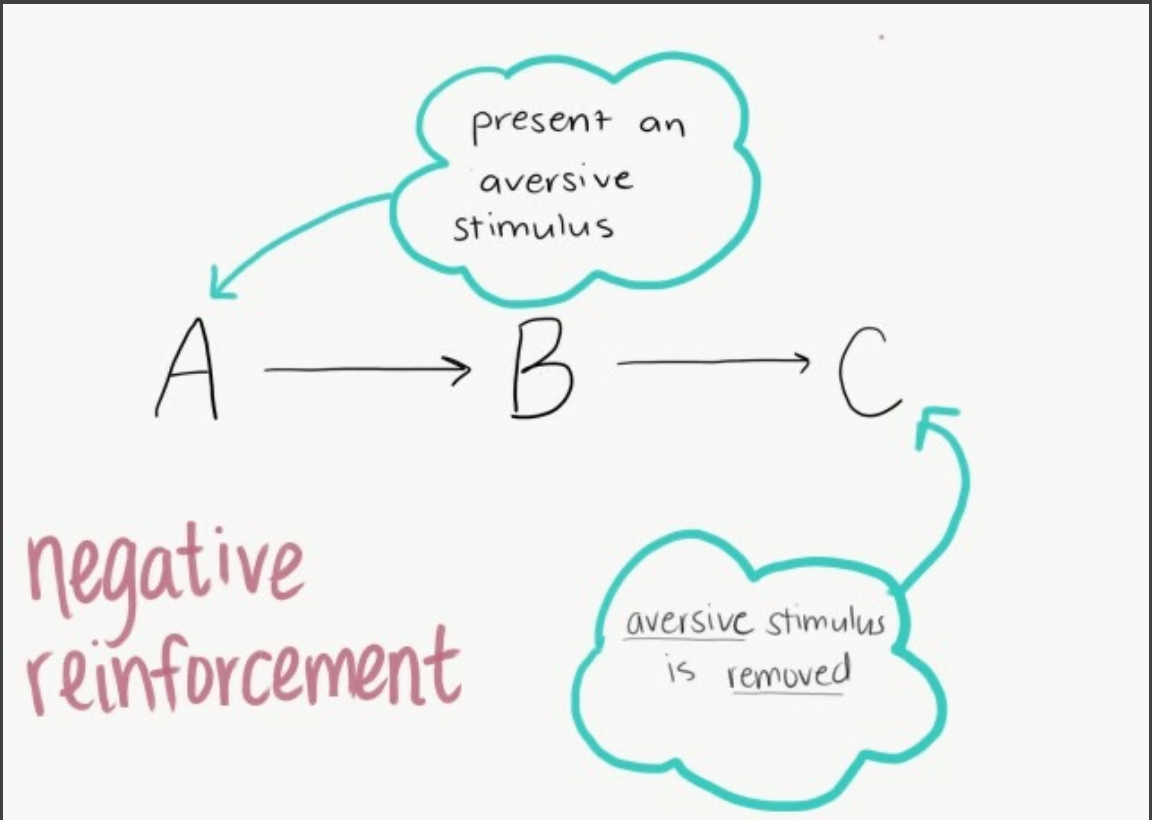 present an
aversive
stimulus
A B C
negative
reinforcement
aversive stimulus
is removed